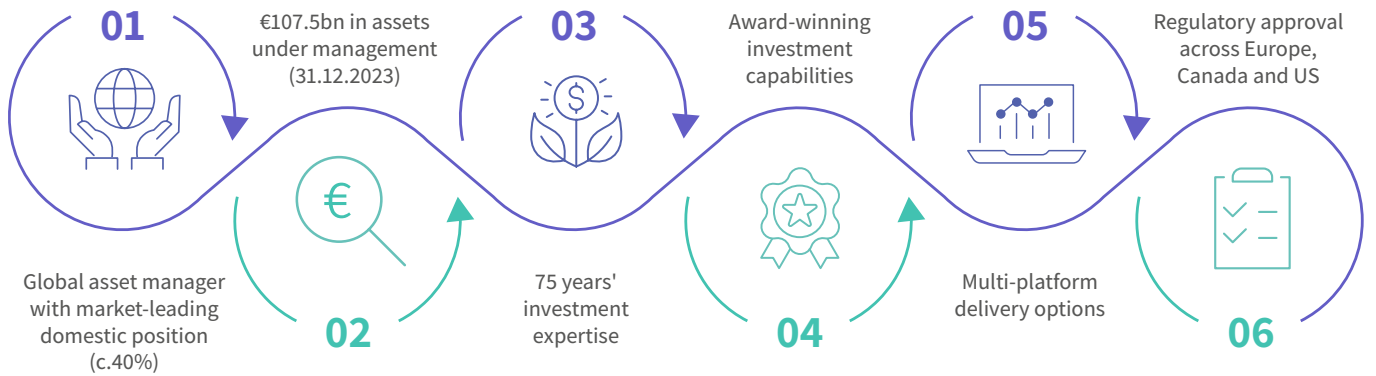 01
Global asset manager
with market-leading
domestic position
(c.40%)
€107.5bn in assets
under management
(31.12.2023)
€
02
03
$
75 years'
investment
expertise
Award-winning
investment
capabilities
04
05
Multi-platform
delivery options
Regulatory approval
across Europe,
Canada and US
06